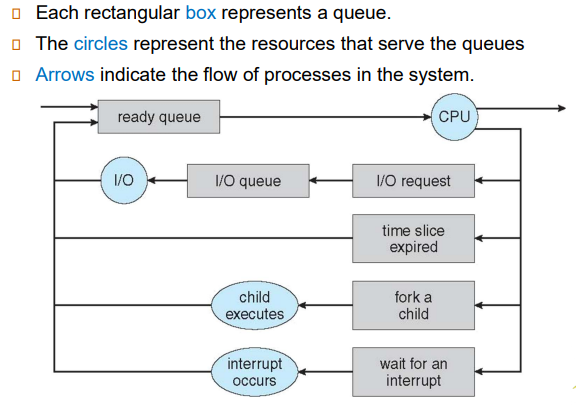 Each rectangular box represents a queue.
The circles represent the resources that serve the queues
Arrows indicate the flow of processes in the system.
ready queue
CPU
I/O
I/O queue
I/O request
time slice
expired
child
executes
fork a
child
interrupt
occurs
wait for an
interrupt